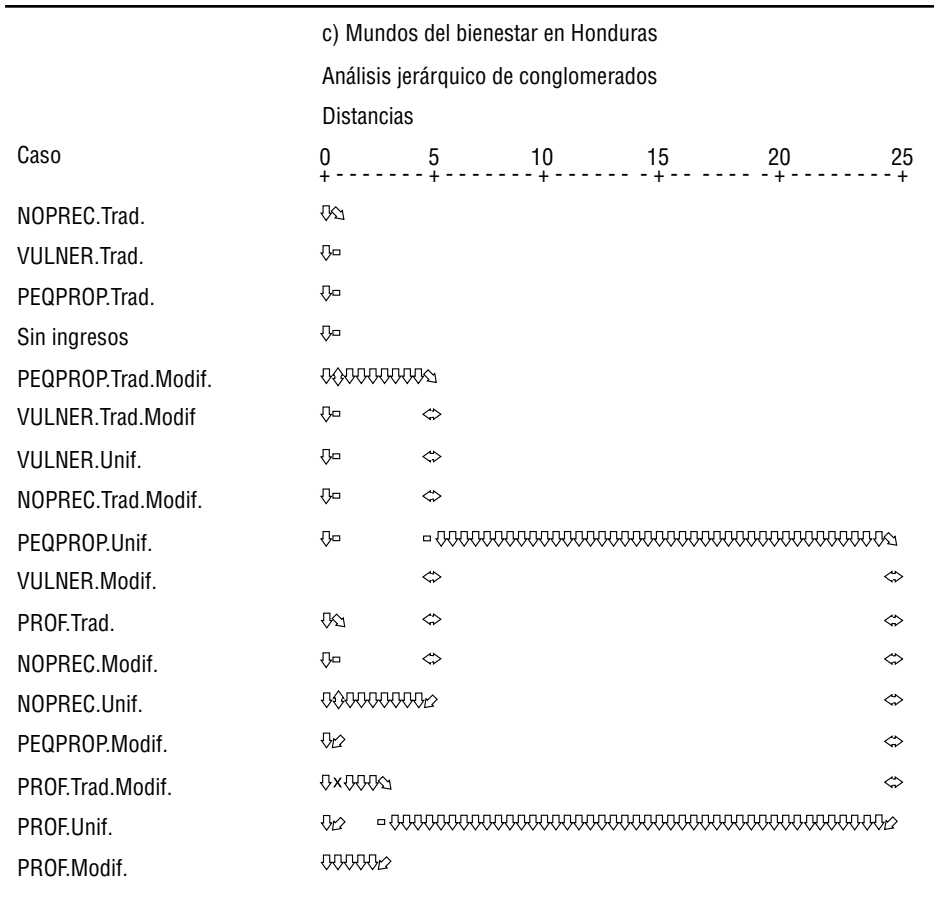 c) Mundos del bienestar en Honduras
Análisis jerárquico de conglomerados
Distancias
Caso 0 5 10 15 20 25
NOPREC.Trad.
VULNER.Trad.
PEQPROP.Trad.
Sin ingresos
PEQPROP.Trad.Modif.
VULNER.Trad.Modif
VULNER.Unif.
NOPREC.Trad.Modif.
PEQPROP.Unif.
VULNER.Modif.
PROF.Trad.
NOPREC.Modif.
NOPREC.Unif.
PEQPROP.Modif.
PROF.Trad.Modif. x
PROF.Unif.
PROF.Modif.